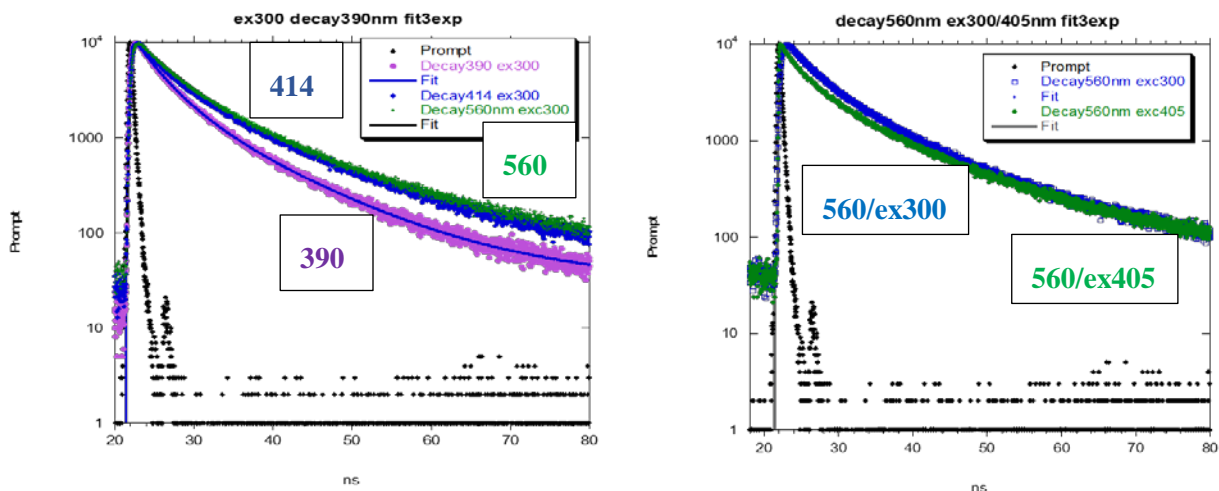 ex300 decay390nm fit3exp
10⁴
1000
100
10
1
Prompt
20 30 40 50 60 70 80
ns
Prompt
Decay390 ex300
Fit
Decay414 ex300
Decay560nm exc300
Fit
414
560
390
decay560nm ex300/405nm fit3exp
10⁴
1000
100
10
1
Prompt
20 30 40 50 60 70 80
ns
Prompt
Decay560nm exc300
Fit
Decay560nm exc405
Fit
560/ex300
560/ex405